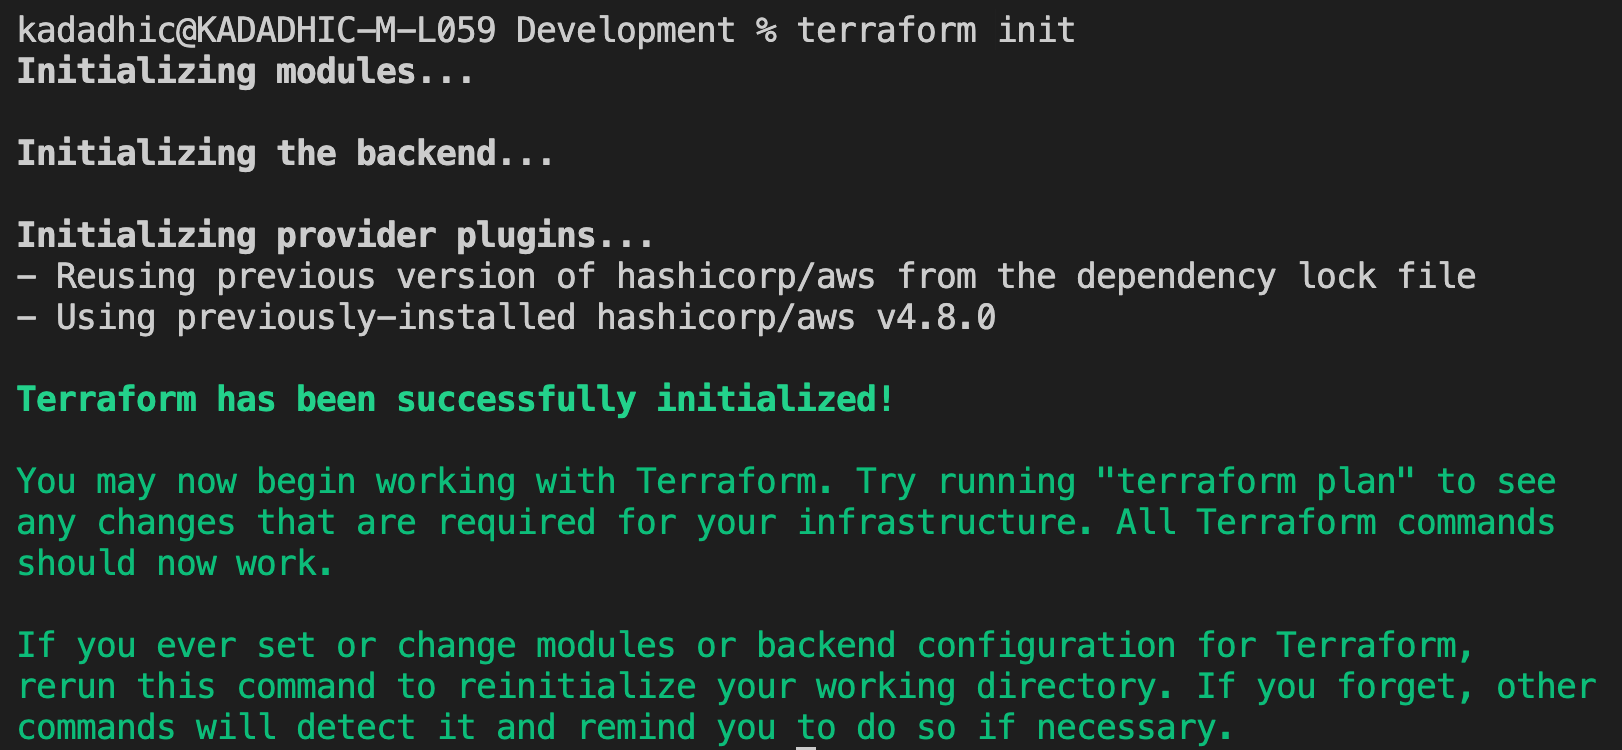 kadadhic@KADADHIC-M-L059 Development % terraform init
Initializing modules...
Initializing the backend...
Initializing provider plugins...
- Reusing previous version of hashicorp/aws from the dependency lock file
- Using previously-installed hashicorp/aws v4.8.0
Terraform has been successfully initialized!
You may now begin working with Terraform. Try running "terraform plan" to see
any changes that are required for your infrastructure. All Terraform commands
should now work.
If you ever set or change modules or backend configuration for Terraform,
rerun this command to reinitialize your working directory. If you forget, other
commands will detect it and remind you to do so if necessary.